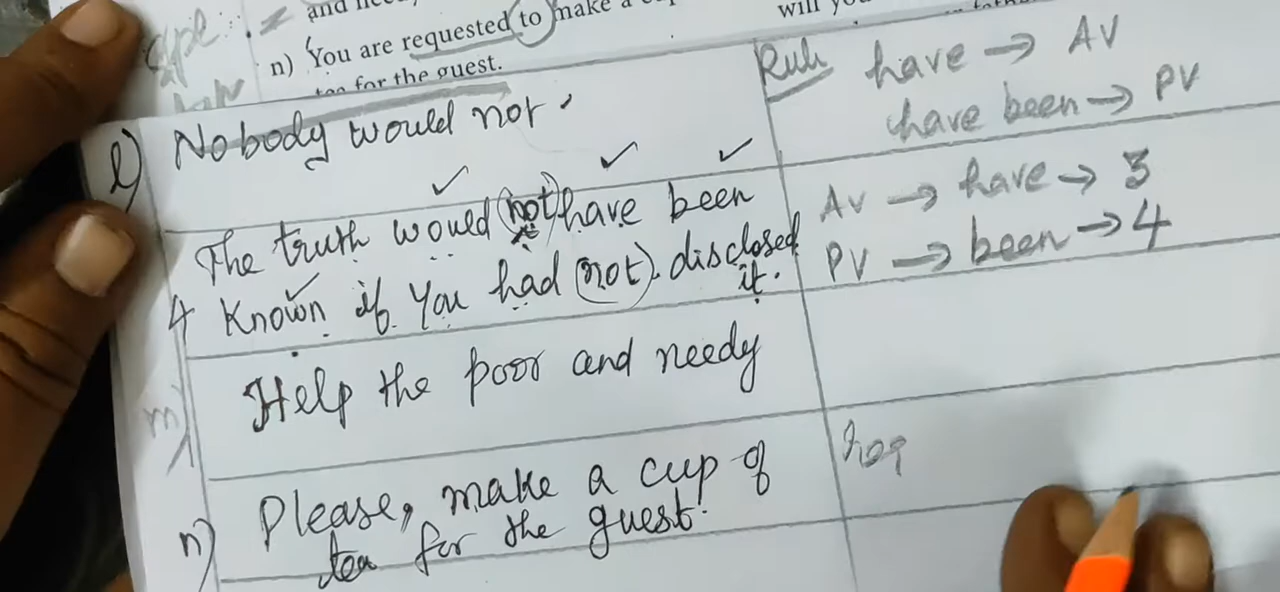 and
n) You are requested to make a
tea for the guest.
will
Rule have → AV
have been → PV
l) Nobody would not
AV → have → 3
PV → been → 4
The truth would not have been
4 Known if you had not disclosed
it.
m) Help the poor and needy
n) Please, make a cup of
tea for the guest.